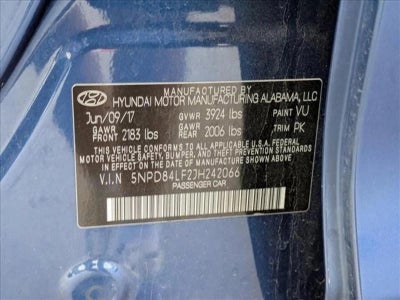 MANUFACTURED BY
HYUNDAI MOTOR MANUFACTURING ALABAMA, LLC
Jun/09/17 GVWR 3924 lbs PAINT VU
GAWR FRONT 2183 lbs GAWR REAR 2006 lbs TRIM PK
THIS VEHICLE CONFORMS TO ALL APPLICABLE U.S.
FEDERAL MOTOR VEHICLE SAFETY, BUMPER, AND
THEFT PREVENTION STANDARDS IN EFFECT ON THE
DATE OF MANUFACTURE SHOWN ABOVE.
V.I.N 5NPD84LF2JH242066
PASSENGER CAR